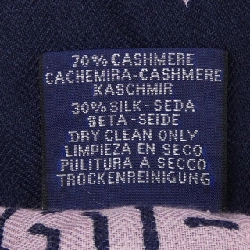 70% CASHMERE
CACHEMIRA-CASHMERE
KASCHMIR
30% SILK-SEDA
SETA-SEIDE
DRY CLEAN ONLY
LIMPIEZA EN SECO
PULITURA A SECCO
TROCKENREINIGUNG